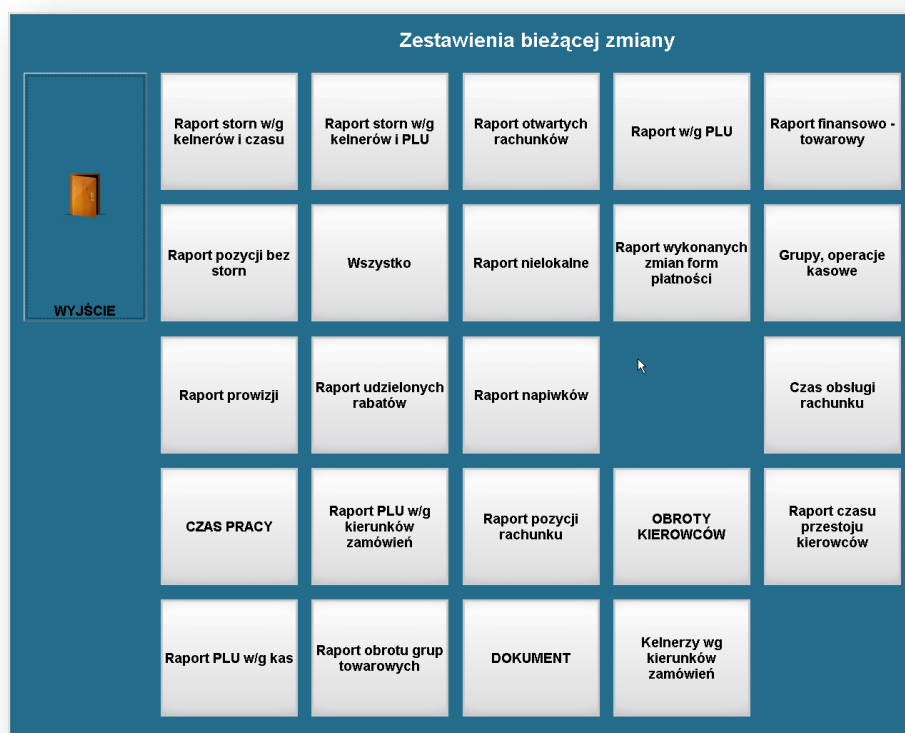 Zestawienia bieżącej zmiany
WYJŚCIE
Raport storn w/g
kelnerów i czasu
Raport storn w/g
kelnerów i PLU
Raport otwartych
rachunków
Raport w/g PLU
Raport finansowo -
towarowy
Raport pozycji bez
storn
Wszystko
Raport nielokalne
Raport wykonanych
zmian form
płatności
Grupy, operacje
kasowe
Raport prowizji
Raport udzielonych
rabatów
Raport napiwków
Czas obsługi
rachunku
CZAS PRACY
Raport PLU w/g
kierunków
zamówień
Raport pozycji
rachunku
OBROTY
KIEROWCÓW
Raport czasu
przestoju
kierowców
Raport PLU w/g kas
Raport obrotu grup
towarowych
DOKUMENT
Kelnerzy wg
kierunków
zamówień